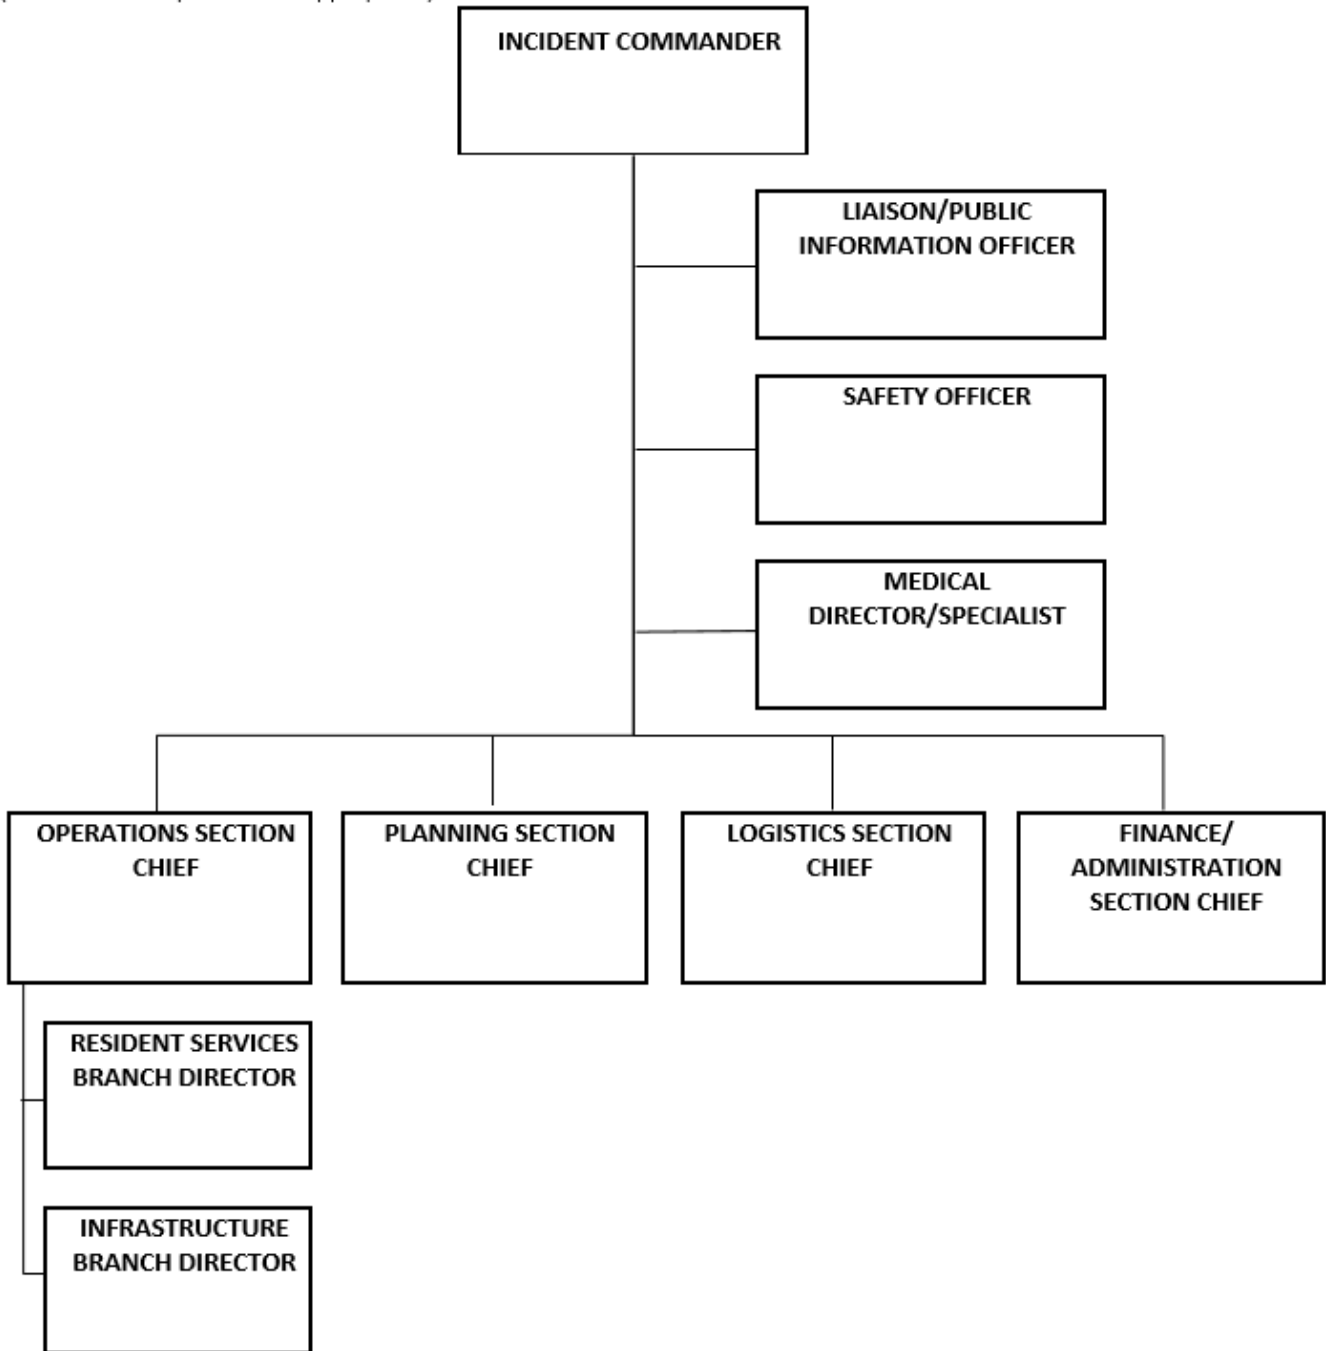 INCIDENT COMMANDER
LIAISON/PUBLIC
INFORMATION OFFICER
SAFETY OFFICER
MEDICAL
DIRECTOR/SPECIALIST
OPERATIONS SECTION
CHIEF
PLANNING SECTION
CHIEF
LOGISTICS SECTION
CHIEF
FINANCE/
ADMINISTRATION
SECTION CHIEF
RESIDENT SERVICES
BRANCH DIRECTOR
INFRASTRUCTURE
BRANCH DIRECTOR